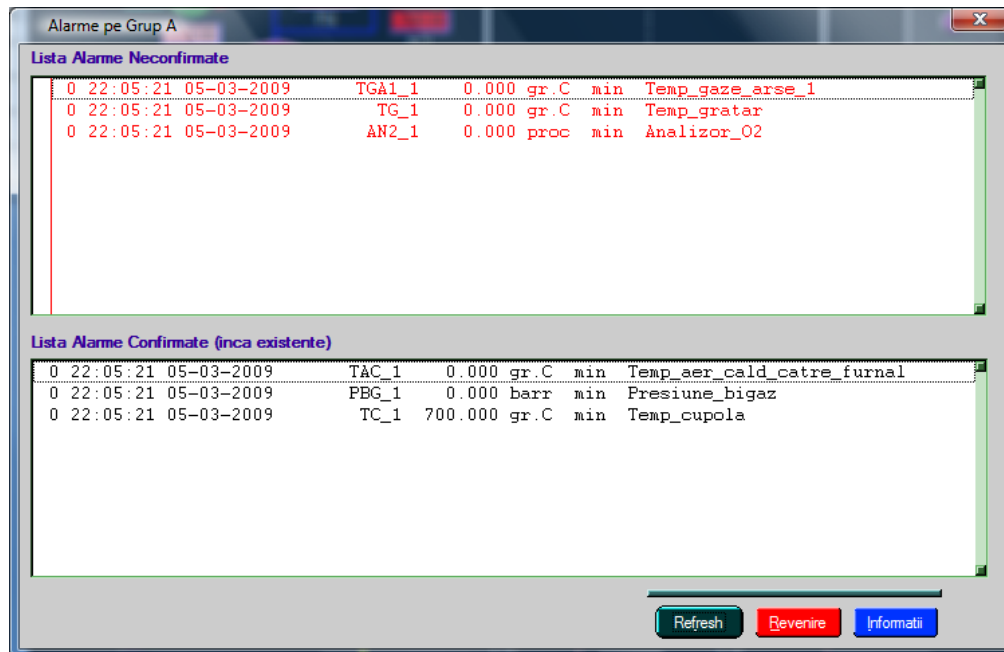 Alarme pe Grup A
Lista Alarme Neconfirmate
0 22:05:21 05-03-2009 TGA1_1 0.000 gr.C min Temp_gaze_arse_1
0 22:05:21 05-03-2009 TG_1 0.000 gr.C min Temp_gratar
0 22:05:21 05-03-2009 AN2_1 0.000 proc min Analizor_O2
Lista Alarme Confirmate (inca existente)
0 22:05:21 05-03-2009 TAC_1 0.000 gr.C min Temp_aer_cald_catre_furnal
0 22:05:21 05-03-2009 PBG_1 0.000 barr min Presiune_bigaz
0 22:05:21 05-03-2009 TC_1 700.000 gr.C min Temp_cupola
Refresh Revenire Informatii